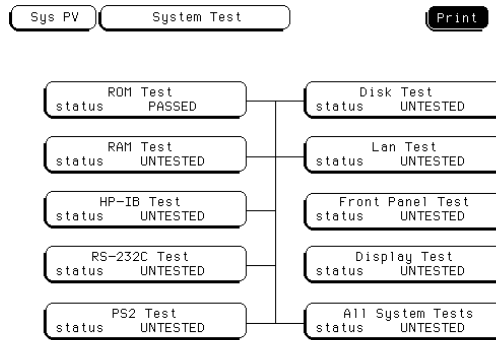 Sys PV
System Test
Print
ROM Test
status PASSED
Disk Test
status UNTESTED
RAM Test
status UNTESTED
Lan Test
status UNTESTED
HP-IB Test
status UNTESTED
Front Panel Test
status UNTESTED
RS-232C Test
status UNTESTED
Display Test
status UNTESTED
PS2 Test
status UNTESTED
All System Tests
status UNTESTED